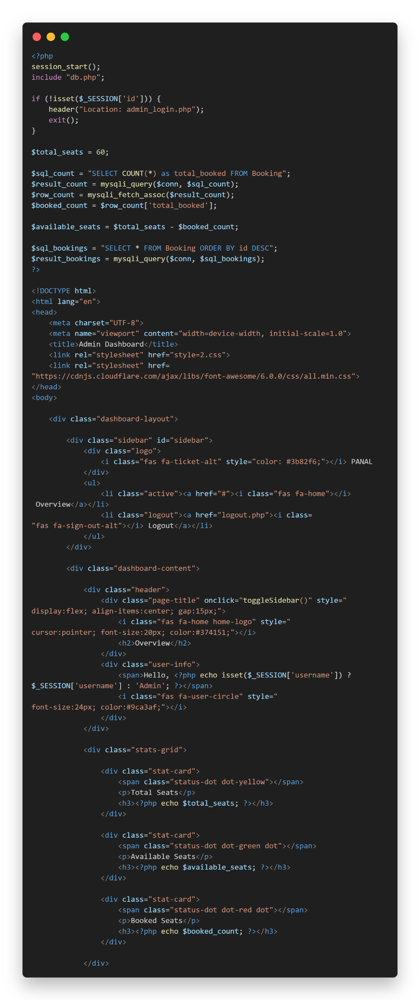 <?php
session_start();
include "db.php";

if (!isset($_SESSION['id'])) {
    header("Location: admin_login.php");
    exit();
}

$total_seats = 60;

$sql_count = "SELECT COUNT(*) as total_booked FROM Booking";
$result_count = mysqli_query($conn, $sql_count);
$row_count = mysqli_fetch_assoc($result_count);
$booked_count = $row_count['total_booked'];

$available_seats = $total_seats - $booked_count;

$sql_bookings = "SELECT * FROM Booking ORDER BY id DESC";
$result_bookings = mysqli_query($conn, $sql_bookings);
?>

<!DOCTYPE html>
<html lang="en">
<head>
    <meta charset="UTF-8">
    <meta name="viewport" content="width=device-width, initial-scale=1.0">
    <title>Admin Dashboard</title>
    <link rel="stylesheet" href="style=2.css">
    <link rel="stylesheet" href=
"https://cdnjs.cloudflare.com/ajax/libs/font-awesome/6.0.0/css/all.min.css">
</head>
<body>

    <div class="dashboard-layout">

        <div class="sidebar" id="sidebar">
            <div class="logo">
                <i class="fas fa-ticket-alt" style="color: #3b82f6;"></i> PANAL
            </div>
            <ul>
                <li class="active"><a href="#"><i class="fas fa-home"></i>
 Overview</a></li>
                <li class="logout"><a href="logout.php"><i class=
"fas fa-sign-out-alt"></i> Logout</a></li>
            </ul>
        </div>

        <div class="dashboard-content">

            <div class="header">
                <div class="page-title" onclick="toggleSidebar()" style="
display:flex; align-items:center; gap:15px;">
                    <i class="fas fa-home home-logo" style="
cursor:pointer; font-size:20px; color:#374151;"></i>
                    <h2>Overview</h2>
                </div>
                <div class="user-info">
                    <span>Hello, <?php echo isset($_SESSION['username']) ?
$_SESSION['username'] : 'Admin'; ?></span>
                    <i class="fas fa-user-circle" style="
font-size:24px; color:#9ca3af;"></i>
                </div>
            </div>

            <div class="stats-grid">

                <div class="stat-card">
                    <span class="status-dot dot-yellow"></span>
                    <p>Total Seats</p>
                    <h3><?php echo $total_seats; ?></h3>
                </div>

                <div class="stat-card">
                    <span class="status-dot dot-green dot"></span>
                    <p>Available Seats</p>
                    <h3><?php echo $available_seats; ?></h3>
                </div>

                <div class="stat-card">
                    <span class="status-dot dot-red dot"></span>
                    <p>Booked Seats</p>
                    <h3><?php echo $booked_count; ?></h3>
                </div>

            </div>